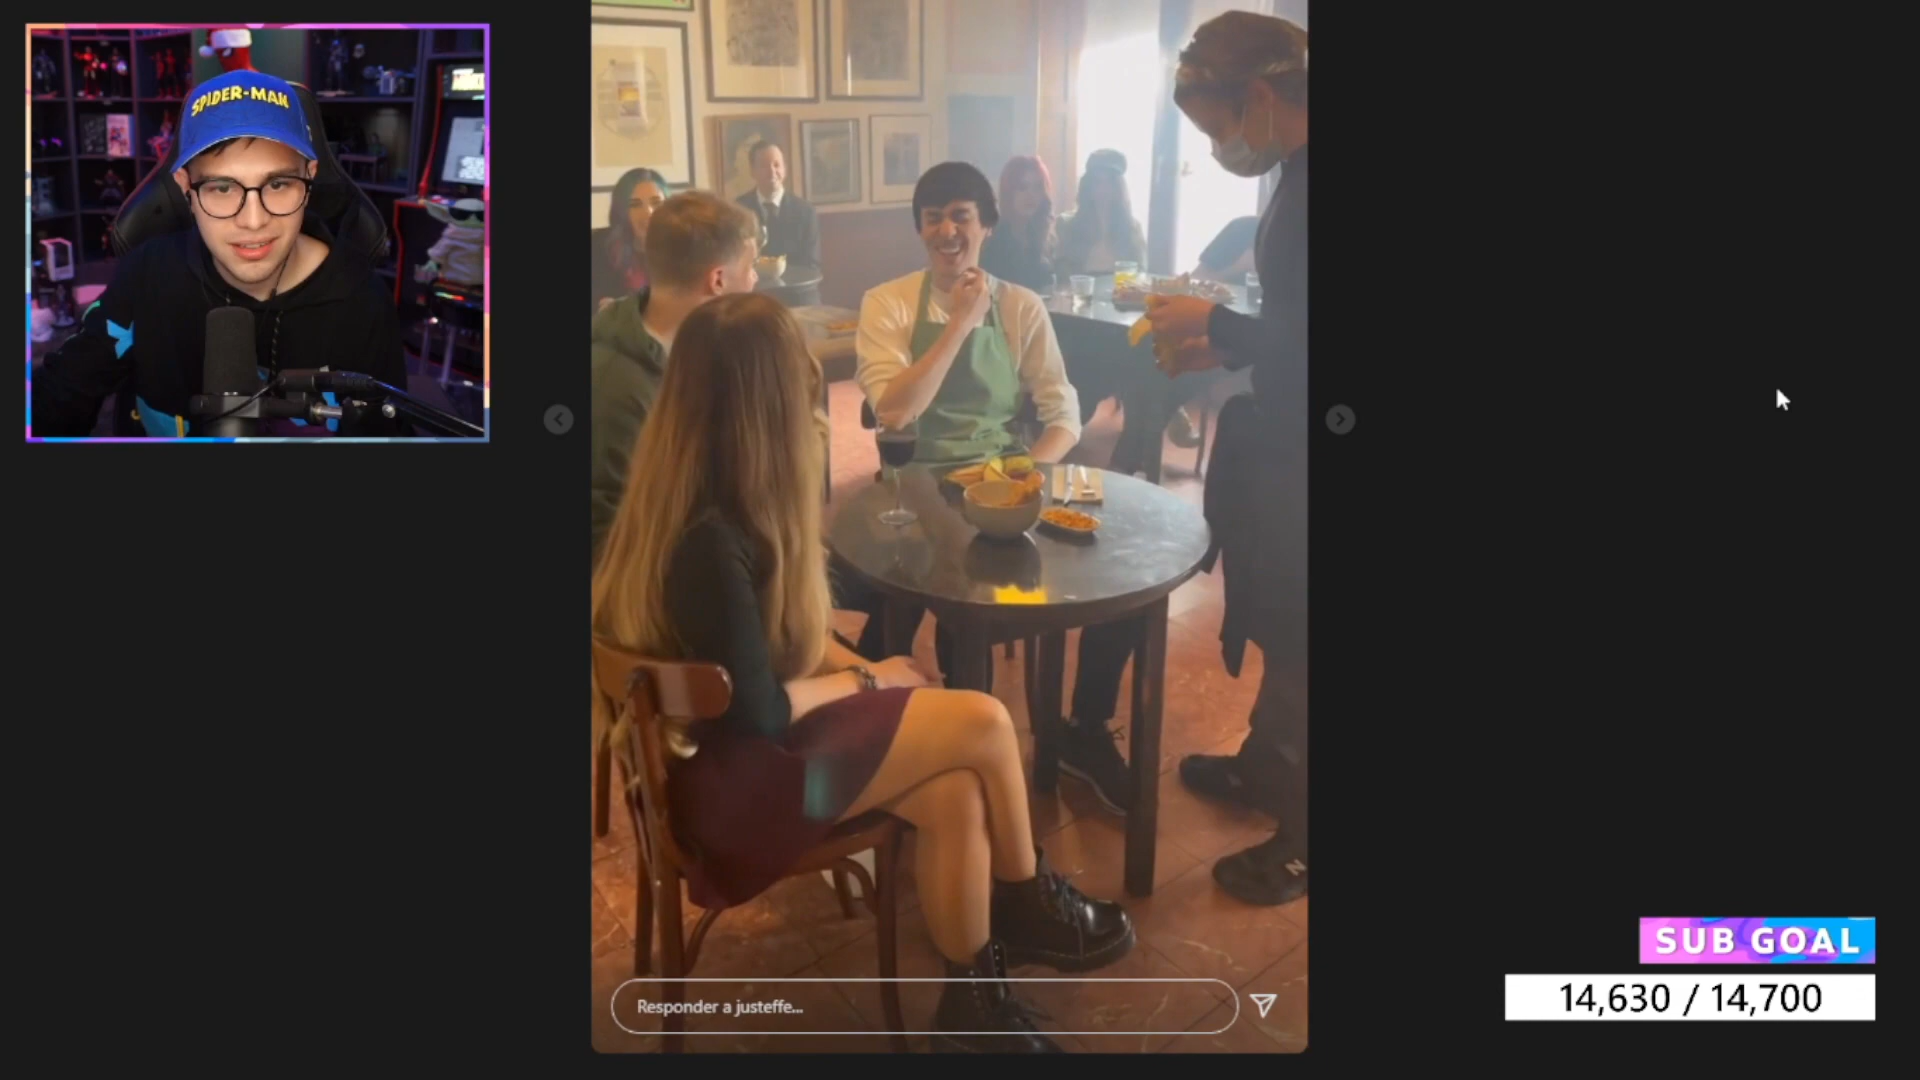 SPIDER-MAN
Responder a justeffe...
SUB GOAL
14,630 / 14,700
N